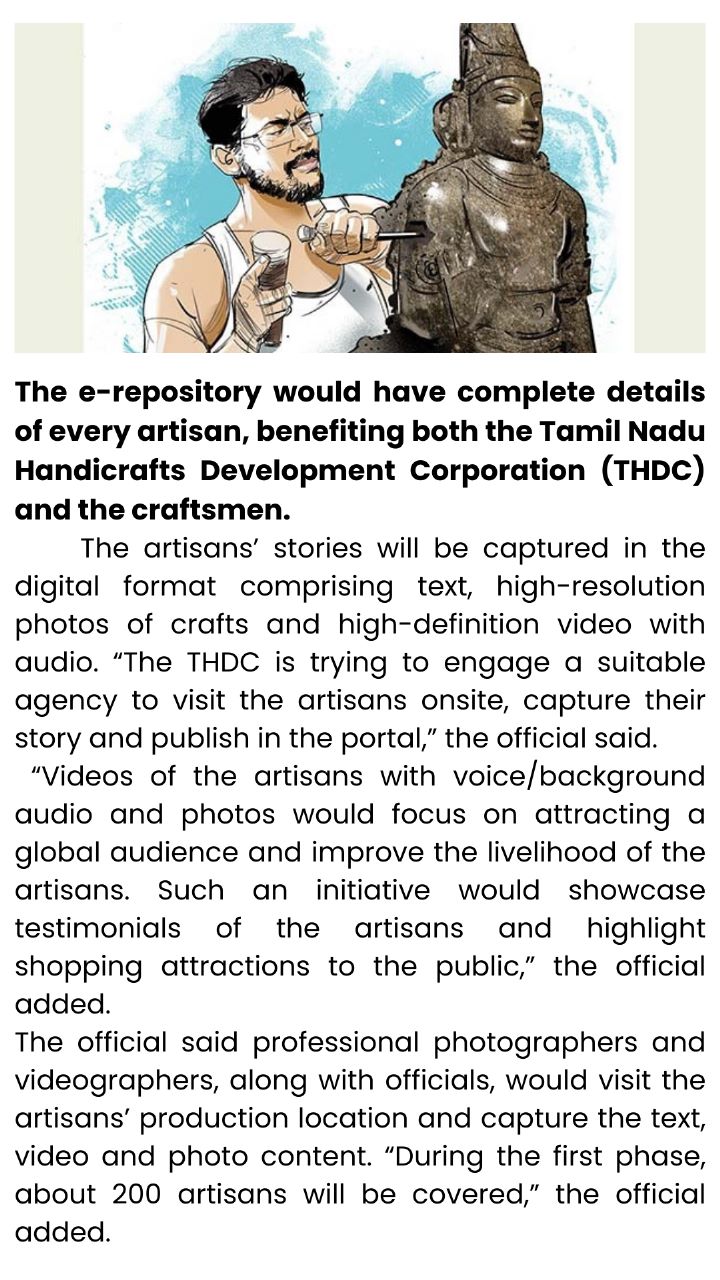 The e-repository would have complete details
of every artisan, benefiting both the Tamil Nadu
Handicrafts Development Corporation (THDC)
and the craftsmen.
The artisans’ stories will be captured in the
digital format comprising text, high-resolution
photos of crafts and high-definition video with
audio. “The THDC is trying to engage a suitable
agency to visit the artisans onsite, capture their
story and publish in the portal,” the official said.
“Videos of the artisans with voice/background
audio and photos would focus on attracting a
global audience and improve the livelihood of the
artisans. Such an initiative would showcase
testimonials of the artisans and highlight
shopping attractions to the public,” the official
added.
The official said professional photographers and
videographers, along with officials, would visit the
artisans’ production location and capture the text,
video and photo content. “During the first phase,
about 200 artisans will be covered,” the official
added.